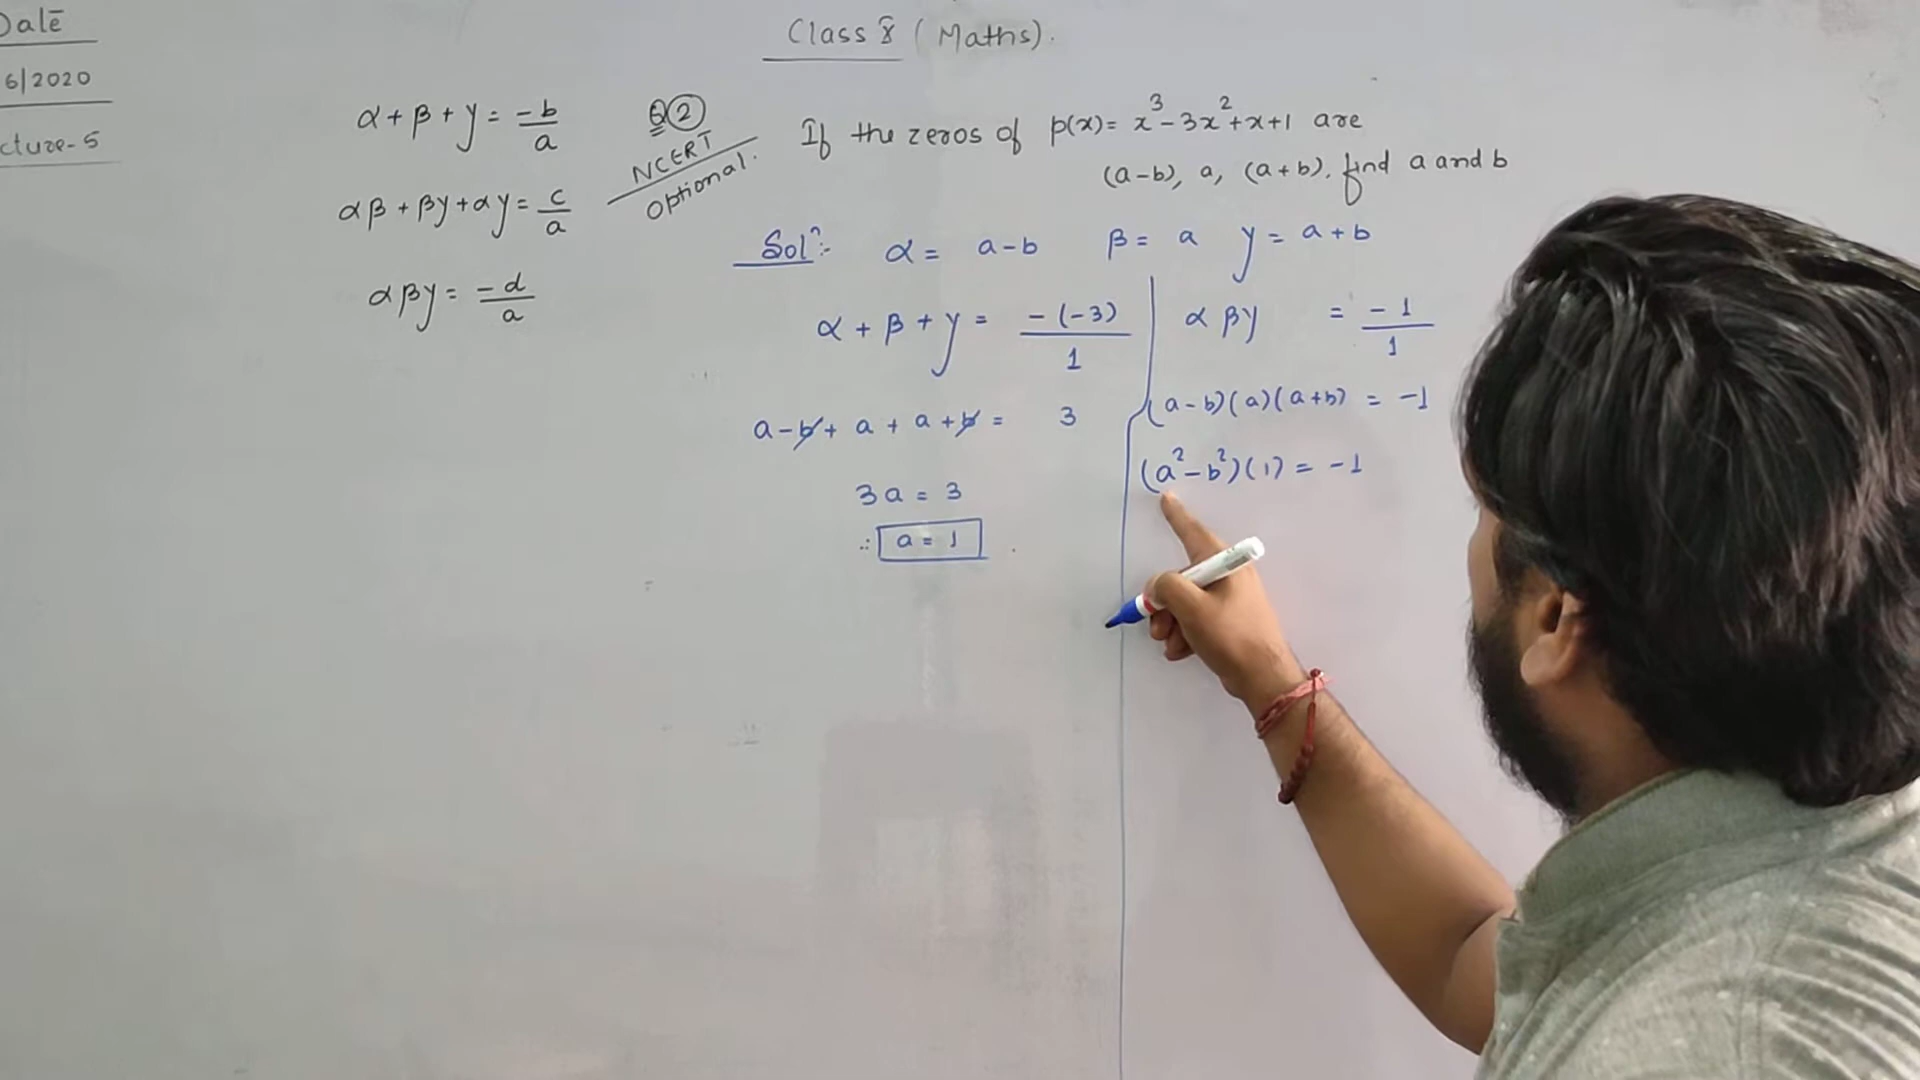 Class 8 (Maths).
Dalē
6/2020
cture-5
α + β + γ = -b/a
αβ + βγ + αγ = c/a
αβγ = -d/a
Q2
NCERT
Optional.
If the zeros of p(x) = x³ - 3x² + x + 1 are
(a-b), a, (a+b). find a and b
Solⁿ:- α = a-b β = a γ = a+b
α + β + γ = -(-3)/1
a - b + a + a + b = 3
3a = 3
∴ a = 1
αβγ = -1/1
(a-b)(a)(a+b) = -1
(a²-b²)(1) = -1